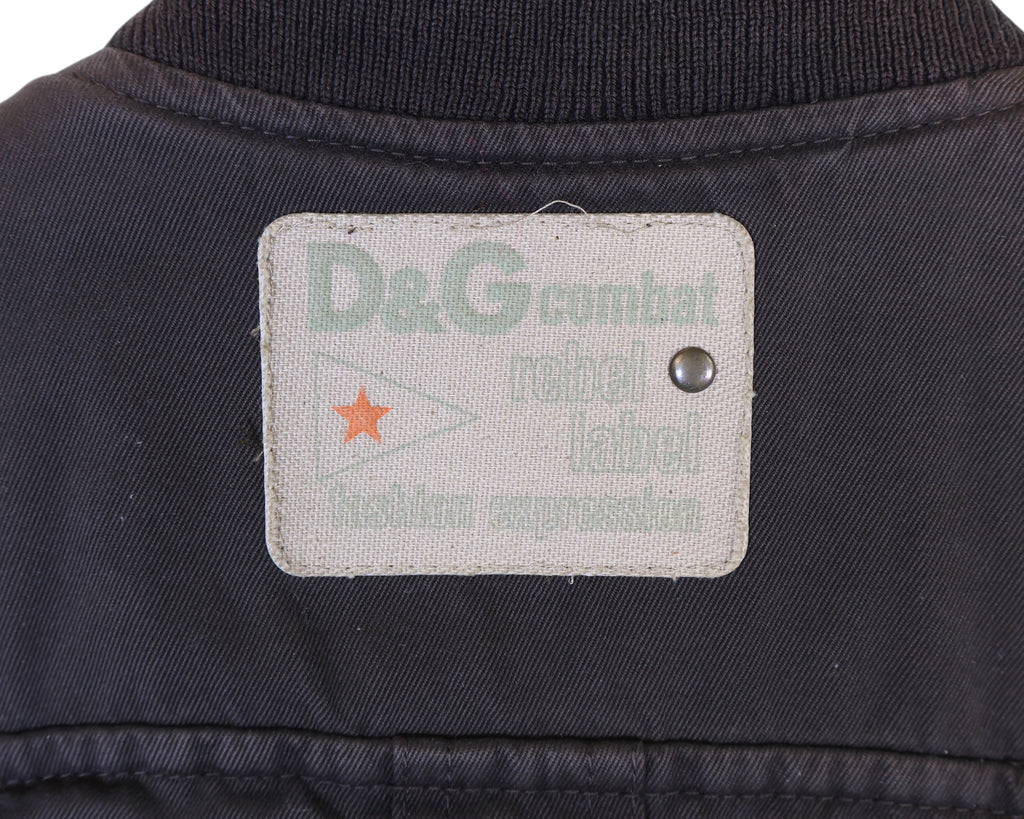 D&G combat
rebel
label
fashion expression